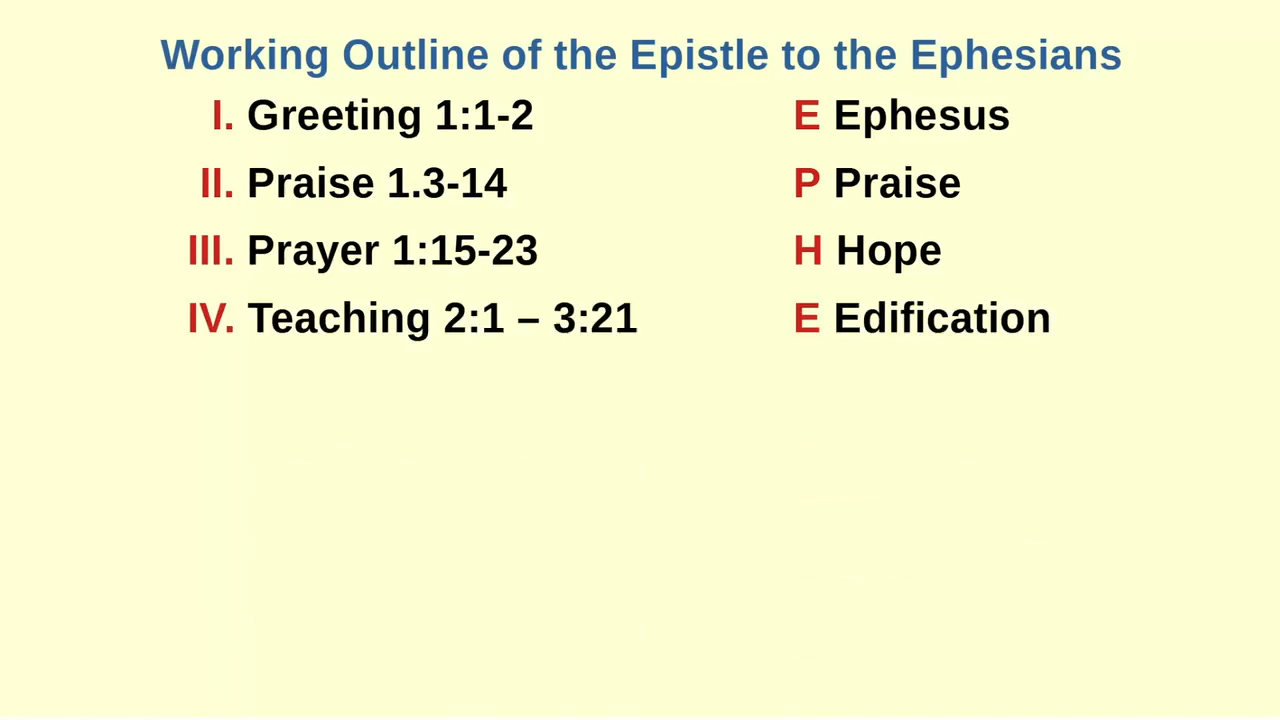 Working Outline of the Epistle to the Ephesians
I. Greeting 1:1-2 E Ephesus
II. Praise 1.3-14 P Praise
III. Prayer 1:15-23 H Hope
IV. Teaching 2:1 – 3:21 E Edification